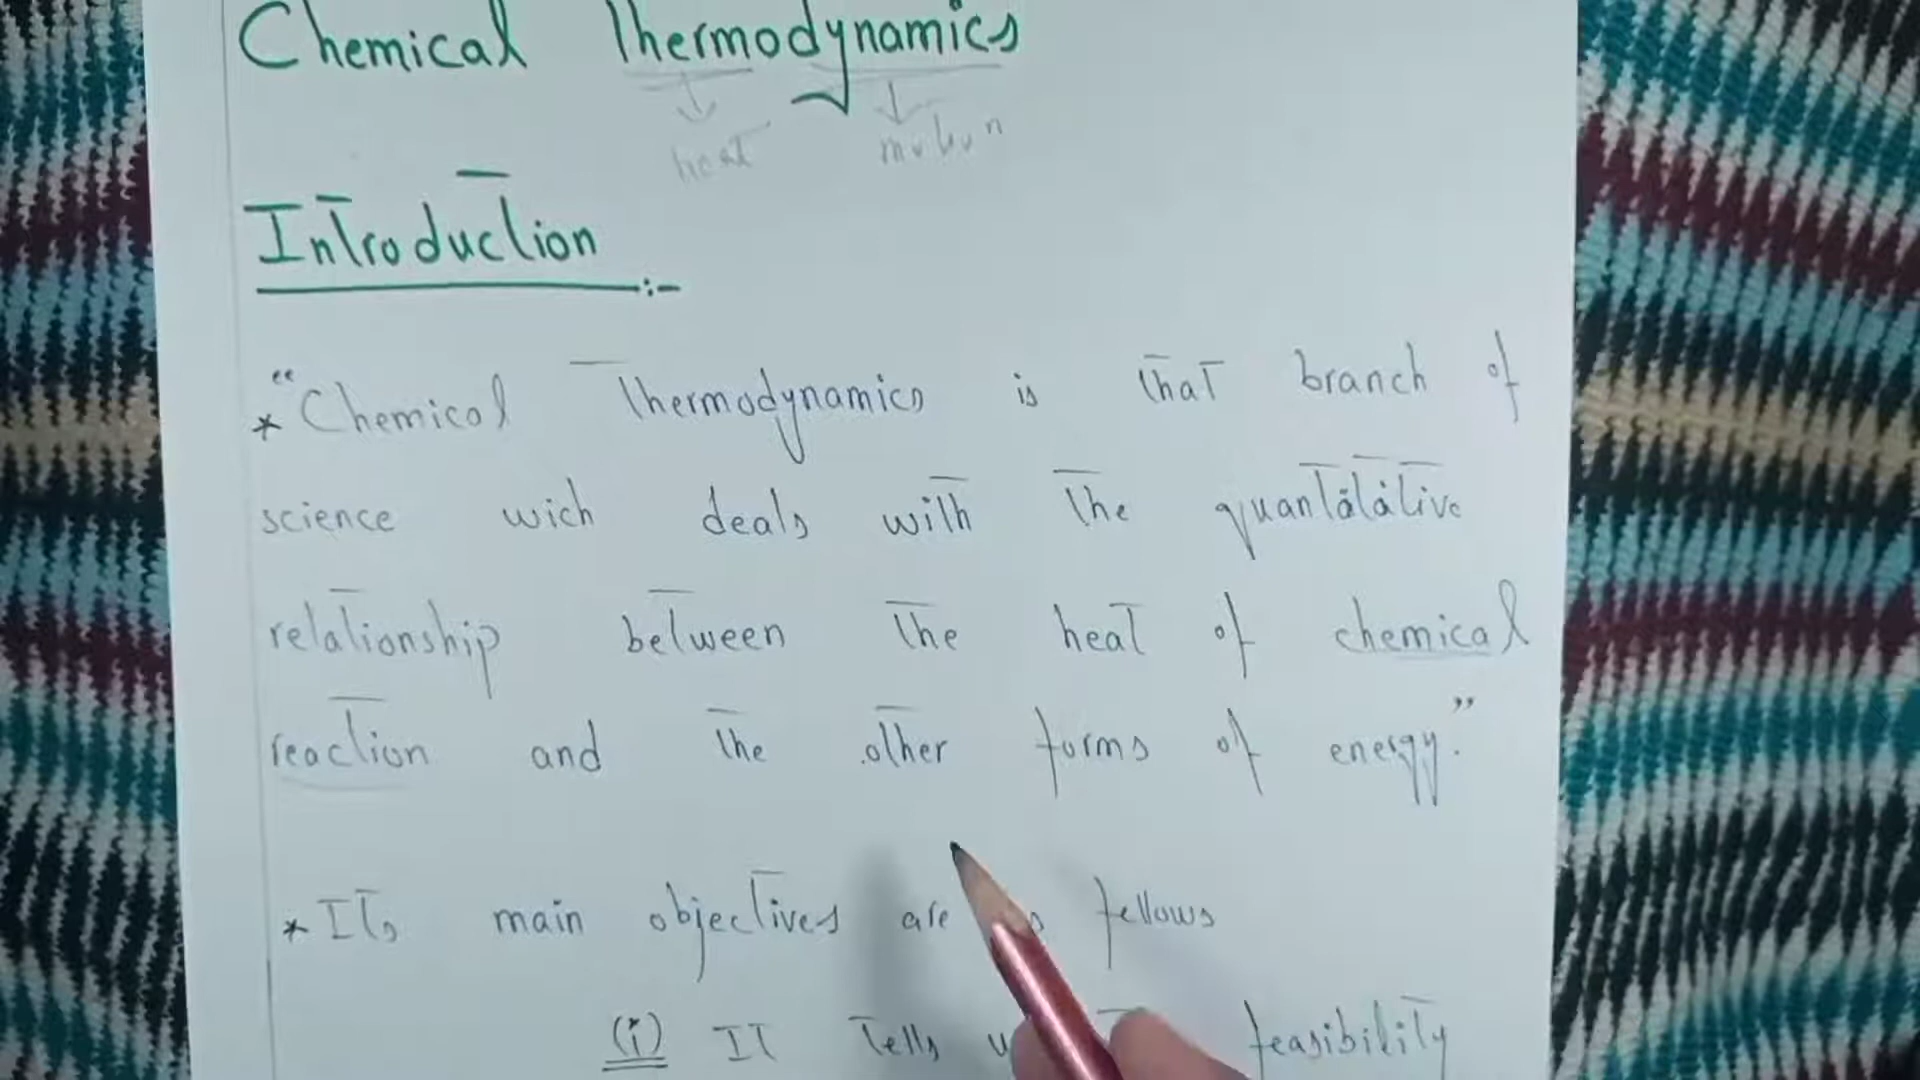 Chemical Thermodynamics
heat motion
Introduction :-
* "Chemical Thermodynamics is that branch of
science wich deals with the quantatative
relationship between the heat of chemical
reaction and the other forms of energy."
* Its main objectives are fellows
(i) It tells feasibility